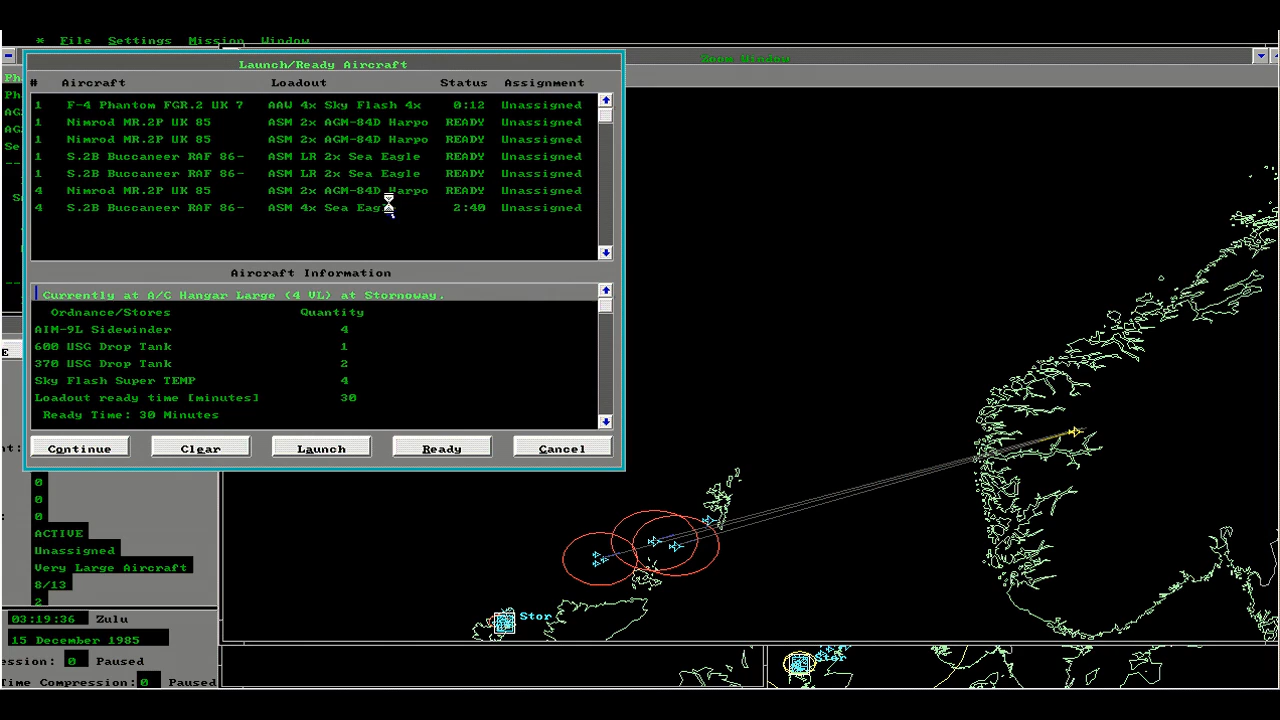 * File Settings Mission Window
Launch/Ready Aircraft
Zoom Window
# Aircraft Loadout Status Assignment
1 F-4 Phantom FGR.2 UK 7 AAW 4x Sky Flash 4x 0:12 Unassigned
1 Nimrod MR.2P UK 85 ASM 2x AGM-84D Harpo READY Unassigned
1 Nimrod MR.2P UK 85 ASM 2x AGM-84D Harpo READY Unassigned
1 S.2B Buccaneer RAF 86- ASM LR 2x Sea Eagle READY Unassigned
1 S.2B Buccaneer RAF 86- ASM LR 2x Sea Eagle READY Unassigned
4 Nimrod MR.2P UK 85 ASM 2x AGM-84D Harpo READY Unassigned
4 S.2B Buccaneer RAF 86- ASM 4x Sea Eag 2:40 Unassigned
Aircraft Information
Currently at A/C Hangar Large (4 VL) at Stornoway.
Ordnance/Stores Quantity
AIM-9L Sidewinder 4
600 USG Drop Tank 1
370 USG Drop Tank 2
Sky Flash Super TEMP 4
Loadout ready time [minutes] 30
Ready Time: 30 Minutes
Continue Clear Launch Ready Cancel
0
0
0
ACTIVE
Unassigned
Very Large Aircraft
8/13
2
03:19:36 Zulu
15 December 1985
ession: 0 Paused
Time Compression: 0 Paused
Stor